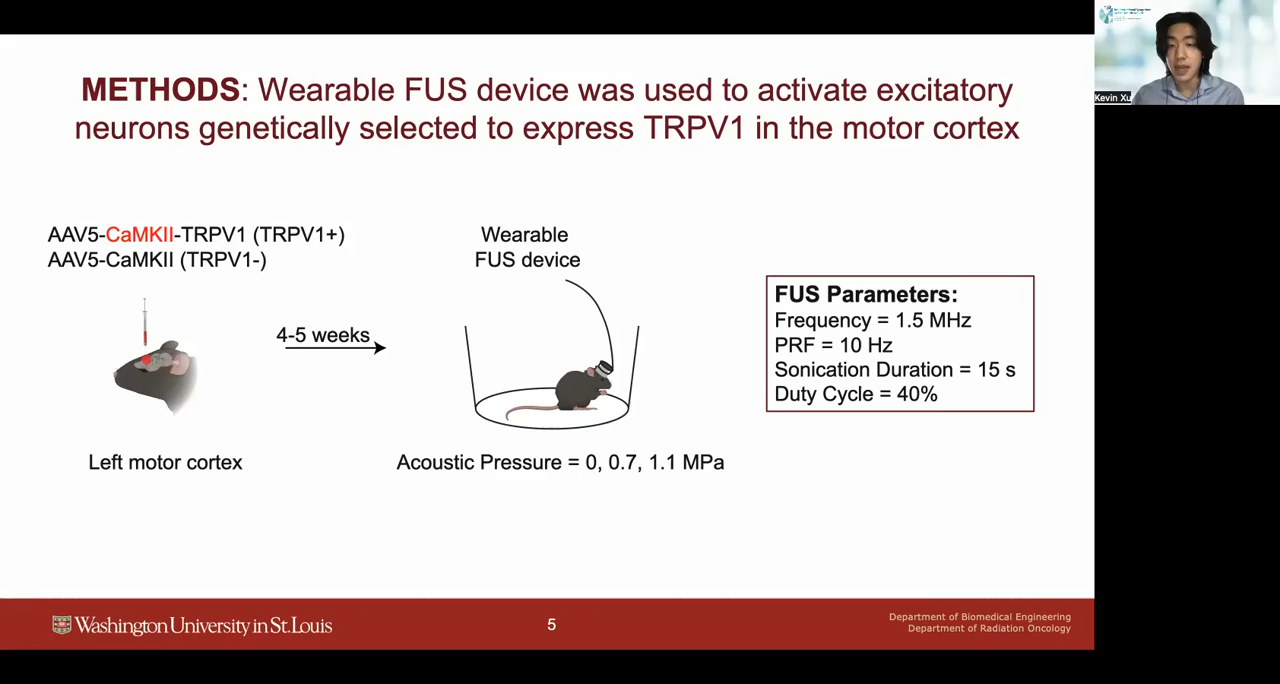 METHODS: Wearable FUS device was used to activate excitatory
neurons genetically selected to express TRPV1 in the motor cortex
AAV5-CaMKII-TRPV1 (TRPV1+)
AAV5-CaMKII (TRPV1-)
4-5 weeks
Left motor cortex
Wearable
FUS device
Acoustic Pressure = 0, 0.7, 1.1 MPa
FUS Parameters:
Frequency = 1.5 MHz
PRF = 10 Hz
Sonication Duration = 15 s
Duty Cycle = 40%
Washington University in St. Louis
5
Department of Biomedical Engineering
Department of Radiation Oncology
Kevin Xu